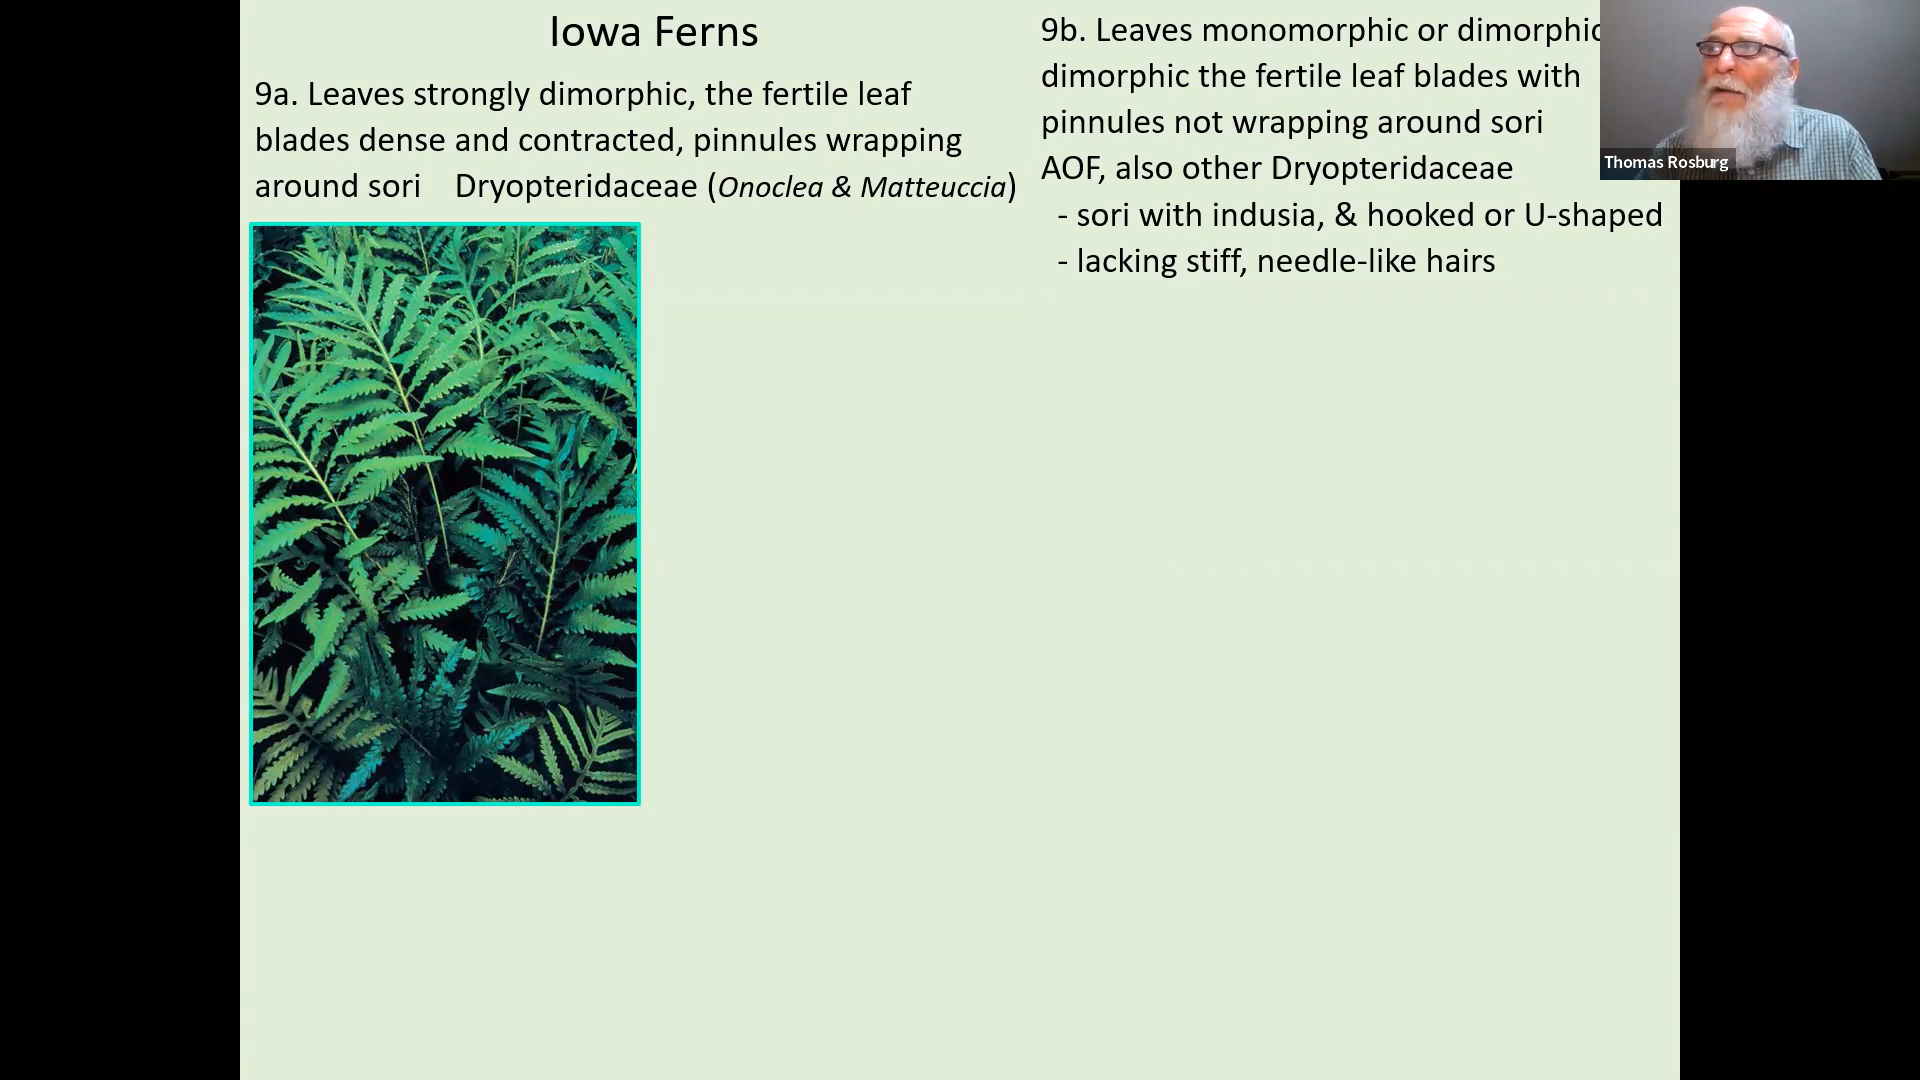 Iowa Ferns
9a. Leaves strongly dimorphic, the fertile leaf
blades dense and contracted, pinnules wrapping
around sori Dryopteridaceae (Onoclea & Matteuccia)
9b. Leaves monomorphic or dimorphic
dimorphic the fertile leaf blades with
pinnules not wrapping around sori
AOF, also other Dryopteridaceae
- sori with indusia, & hooked or U-shaped
- lacking stiff, needle-like hairs
Thomas Rosburg